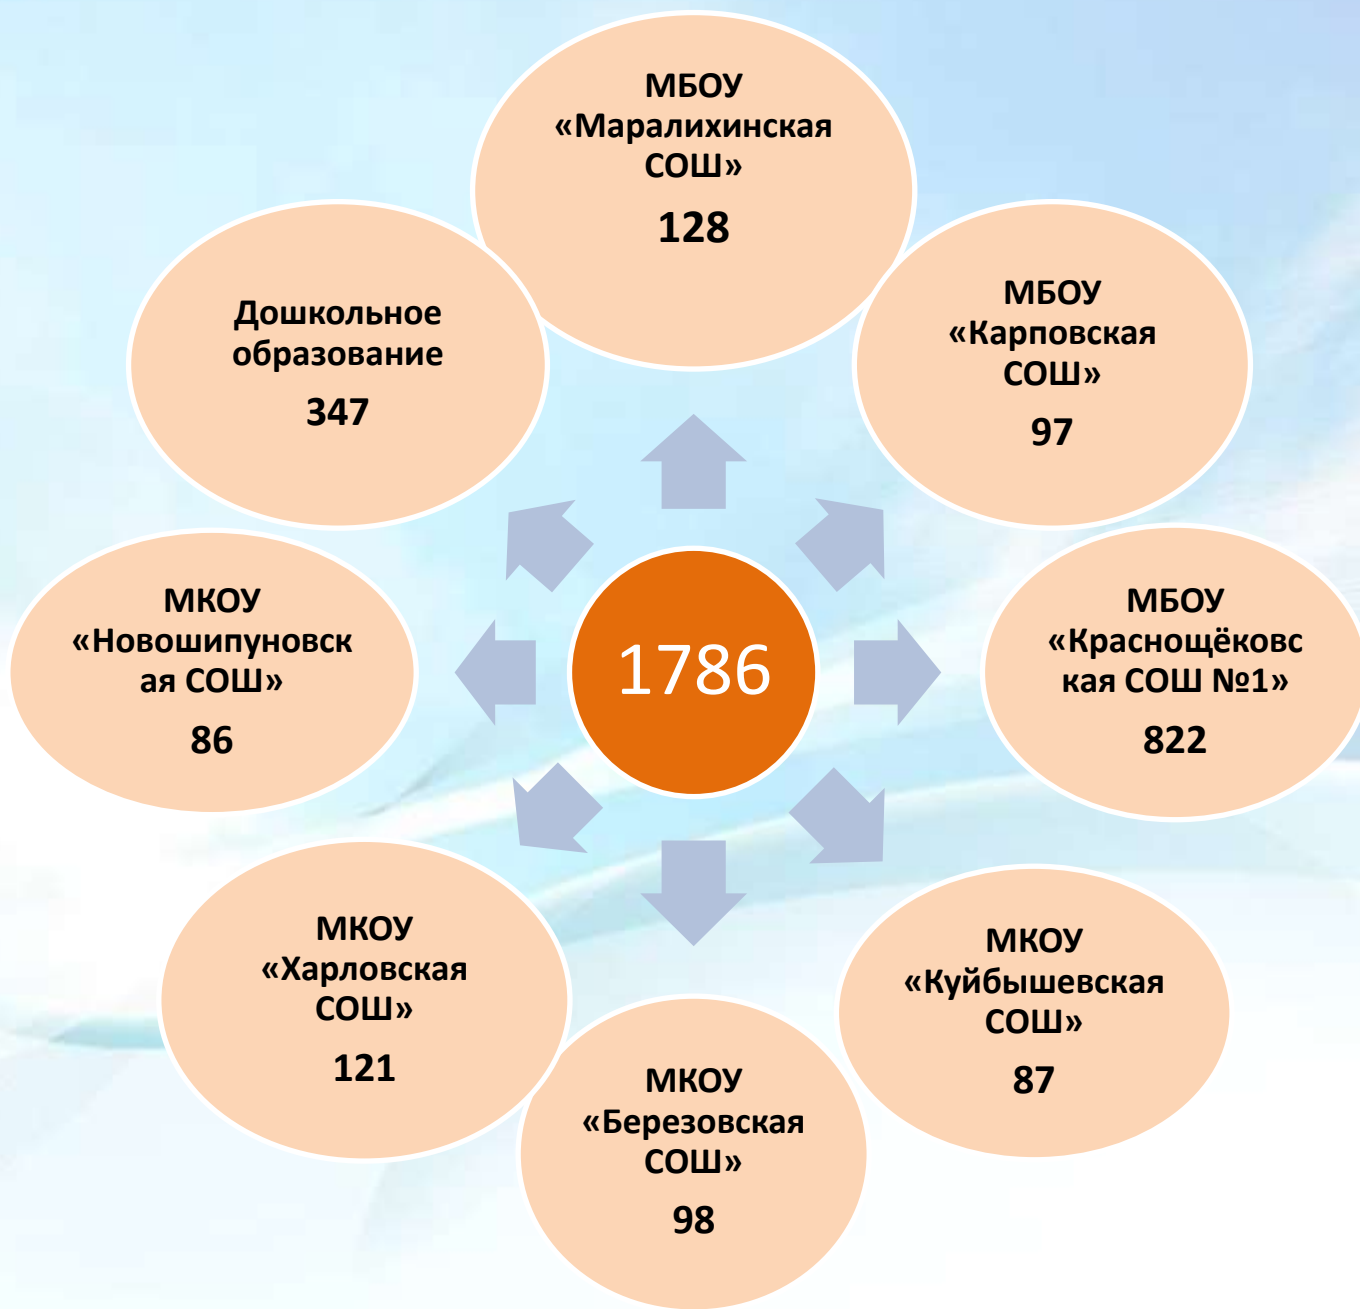 МБОУ
«Маралихинская
СОШ»
128
МБОУ
«Карповская
СОШ»
97
МБОУ
«Краснощёковс
кая СОШ №1»
822
МКОУ
«Куйбышевская
СОШ»
87
МКОУ
«Березовская
СОШ»
98
МКОУ
«Харловская
СОШ»
121
МКОУ
«Новошипуновск
ая СОШ»
86
Дошкольное
образование
347
1786